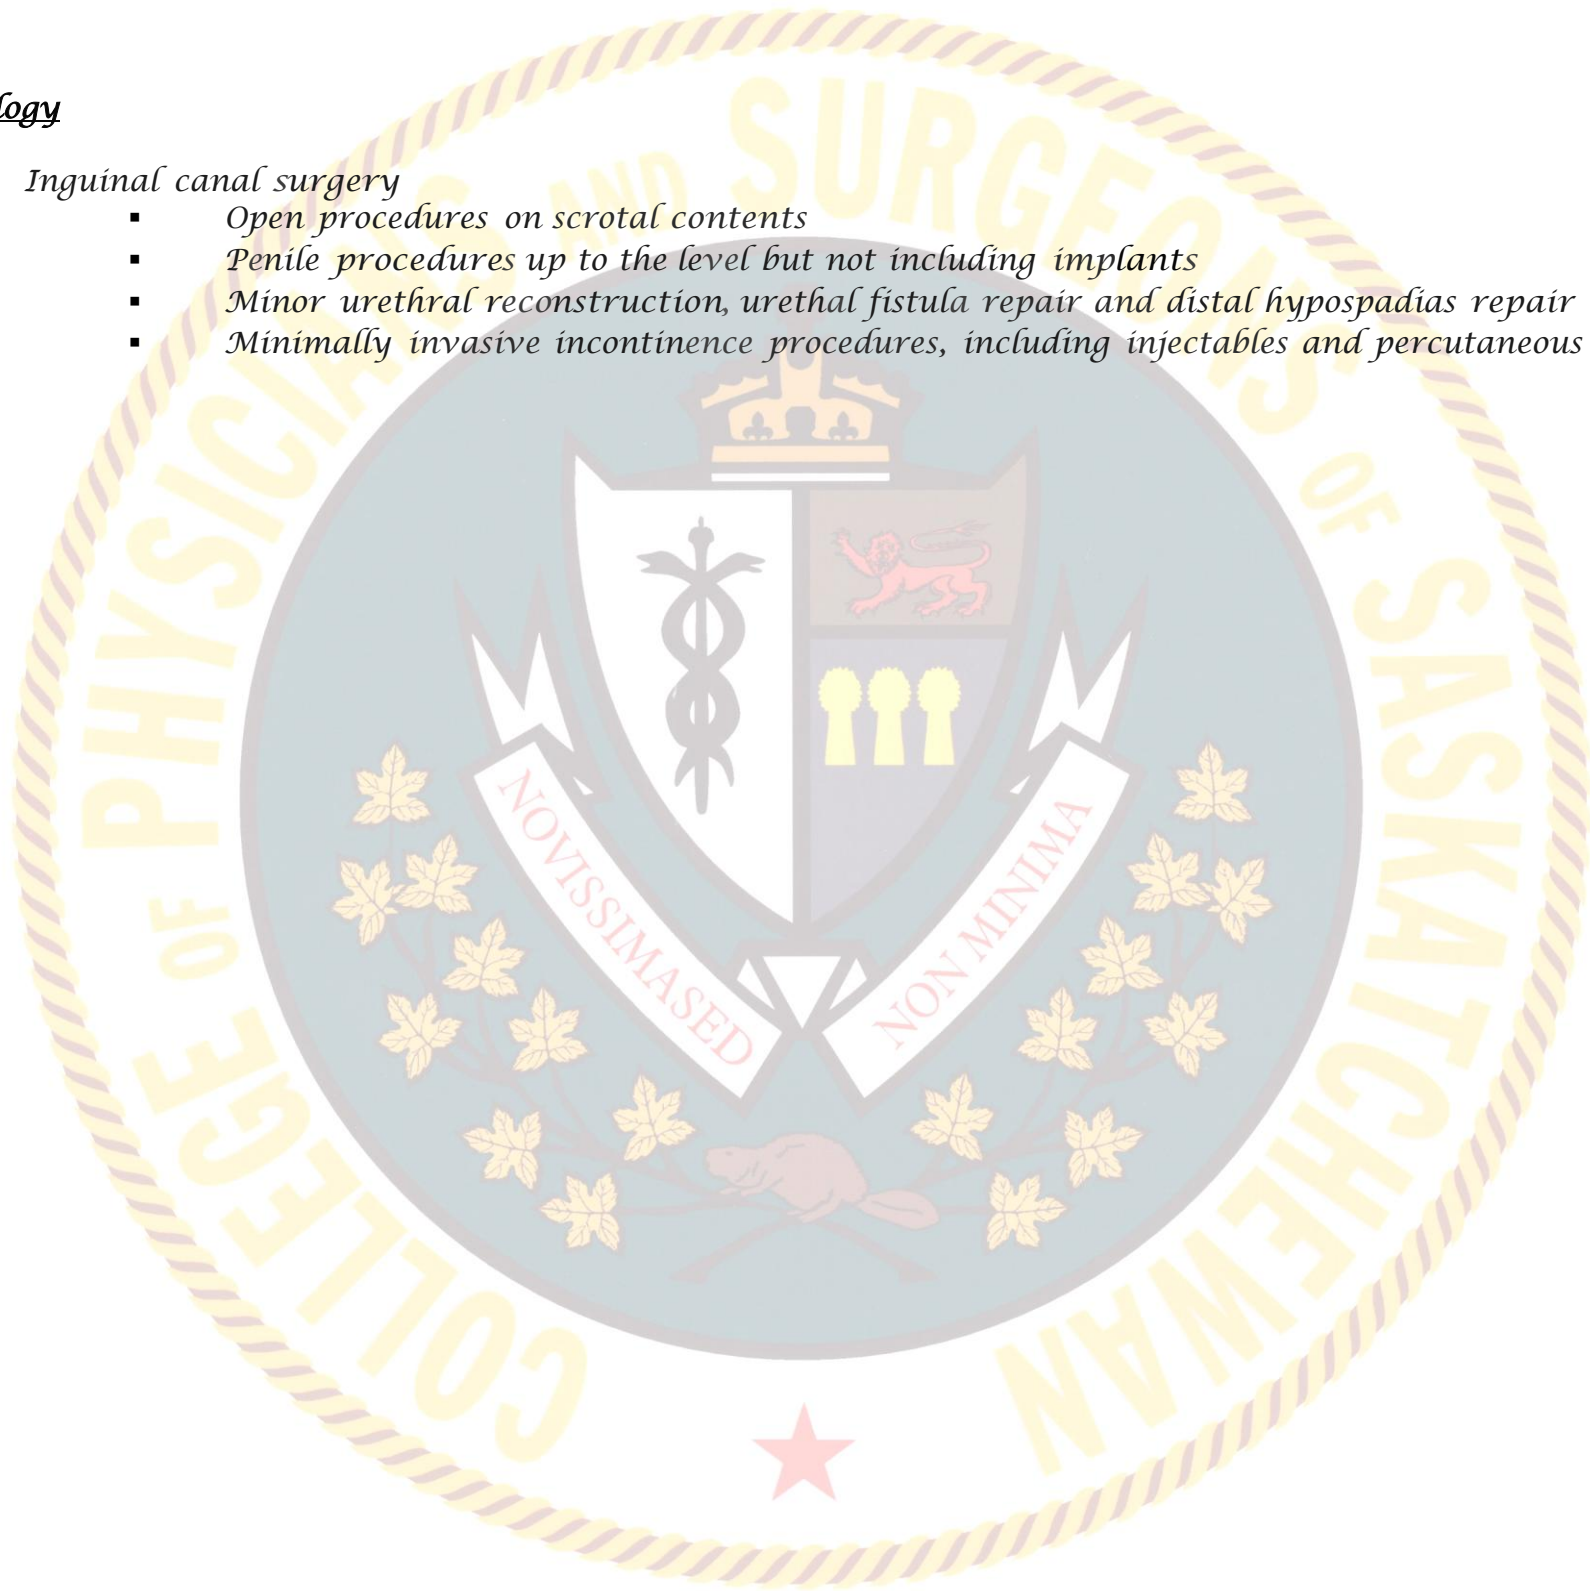 logy
Inguinal canal surgery
▪ Open procedures on scrotal contents
▪ Penile procedures up to the level but not including implants
▪ Minor urethral reconstruction, urethal fistula repair and distal hypospadias repair
▪ Minimally invasive incontinence procedures, including injectables and percutaneous
COLLEGE OF PHYSICIANS AND SURGEONS OF SASKATCHEWAN
NOVISSIMASED
NON MINIMA